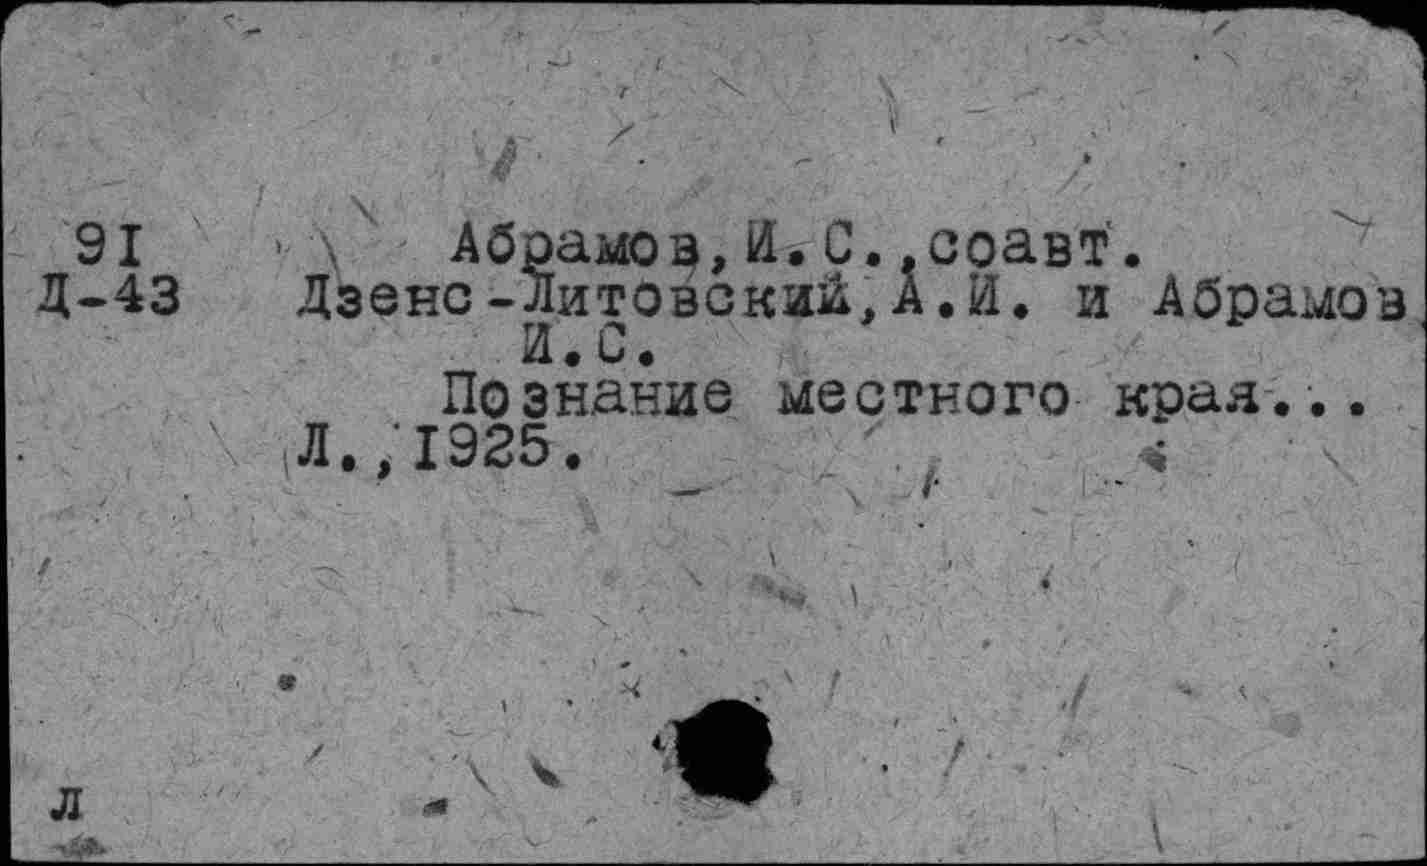 91 Абрамов,И.С.,соавт.
Д-43 Дзенс-Литовский,А.И. и Абрамов
И.С.
Познание местного края...
Л.,1925.
л